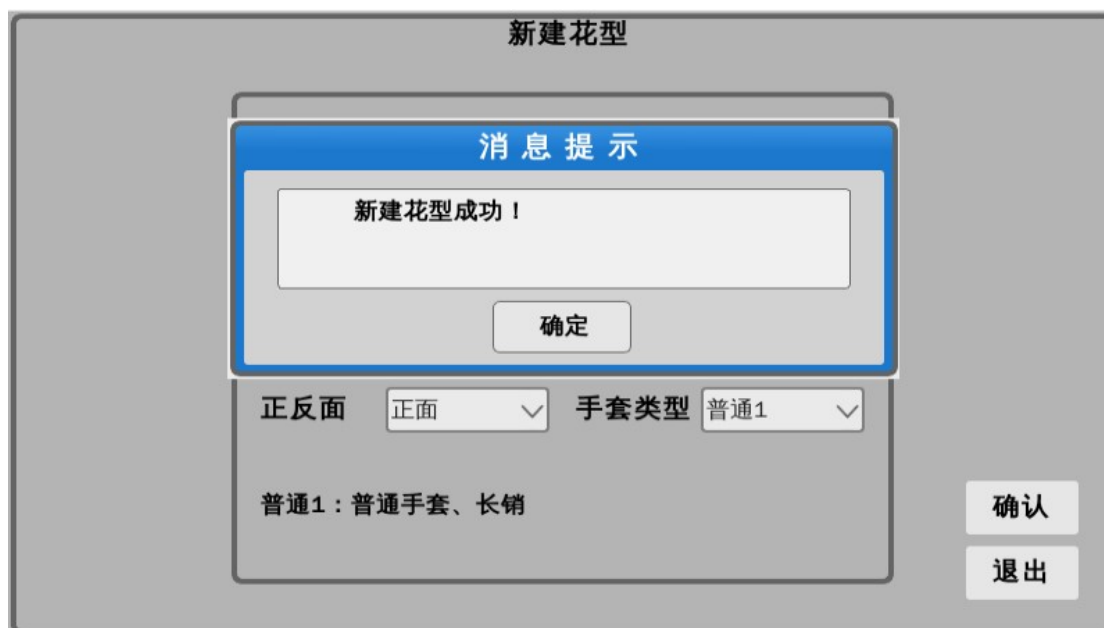 新建花型
消息提示
新建花型成功！
确定
正反面 正面 手套类型 普通1
普通1：普通手套、长销
确认
退出